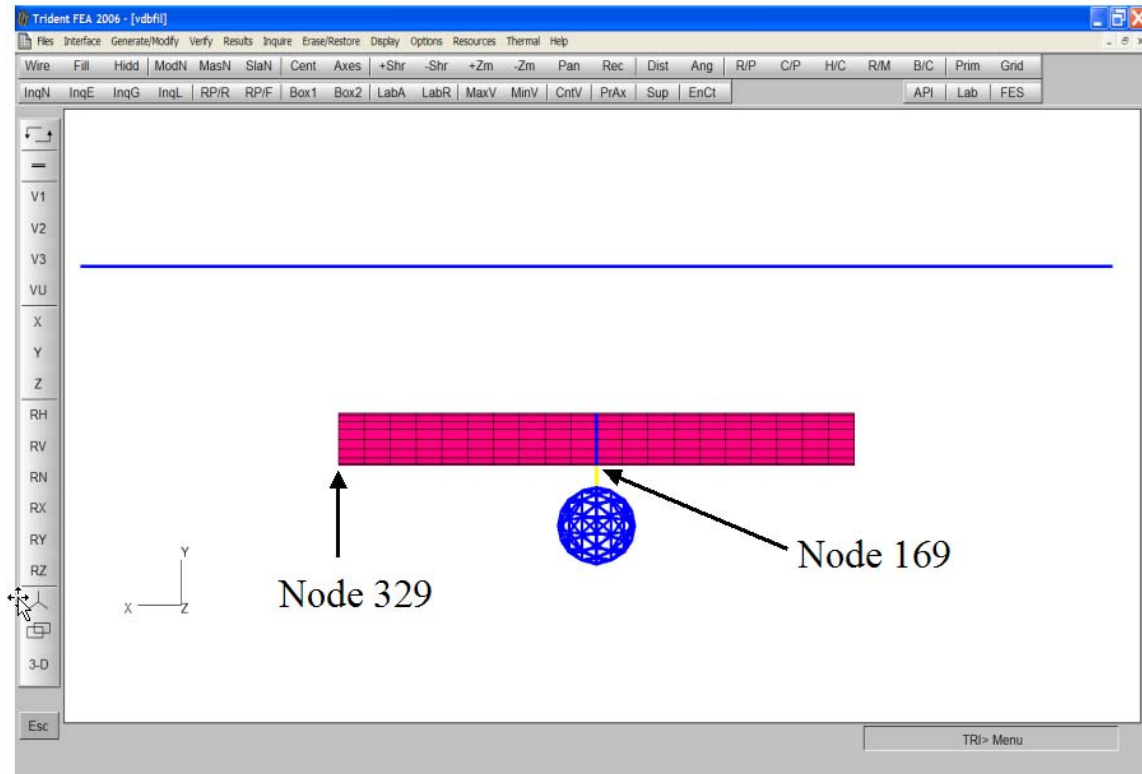 Trident FEA 2006 - [vdbfil]
Files Interface Generate/Modify Verify Results Inquire Erase/Restore Display Options Resources Thermal Help
Wire Fill Hidd ModN MasN SlaN Cent Axes +Shr -Shr +Zm -Zm Pan Rec Dist Ang R/P C/P H/C R/M B/C Prim Grid
InqN InqE InqG InqL RP/R RP/F Box1 Box2 LabA LabR MaxV MinV CntV PrAx Sup EnCt API Lab FES
V1
V2
V3
VU
X
Y
Z
RH
RV
RN
RX
RY
RZ
3-D
Esc
Node 169
Node 329
Y
X Z
TRI> Menu